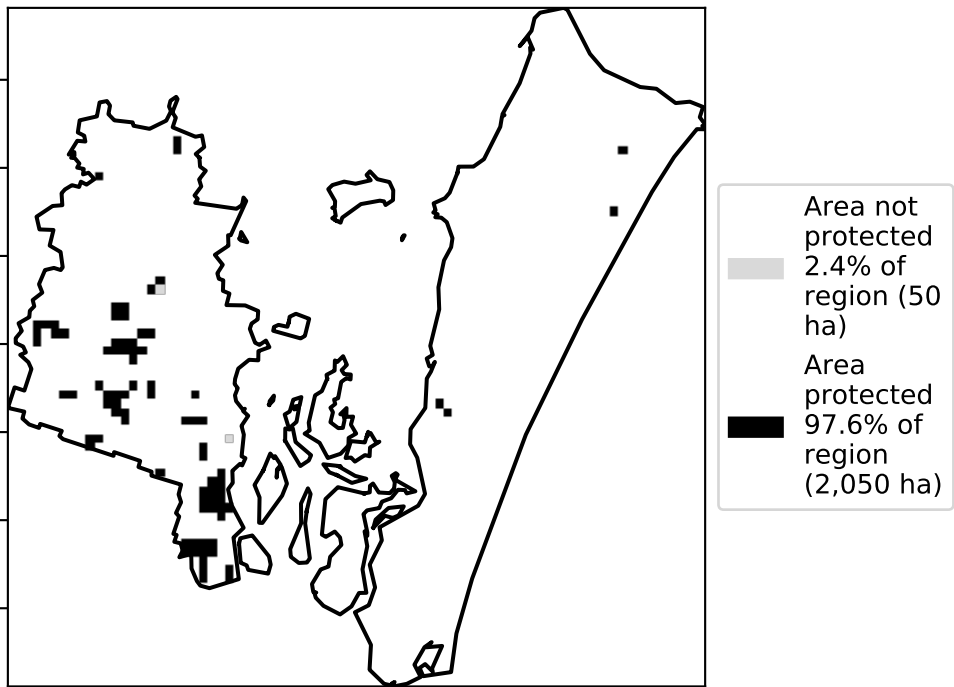 Area not
protected
2.4% of
region (50
ha)
Area
protected
97.6% of
region
(2,050 ha)